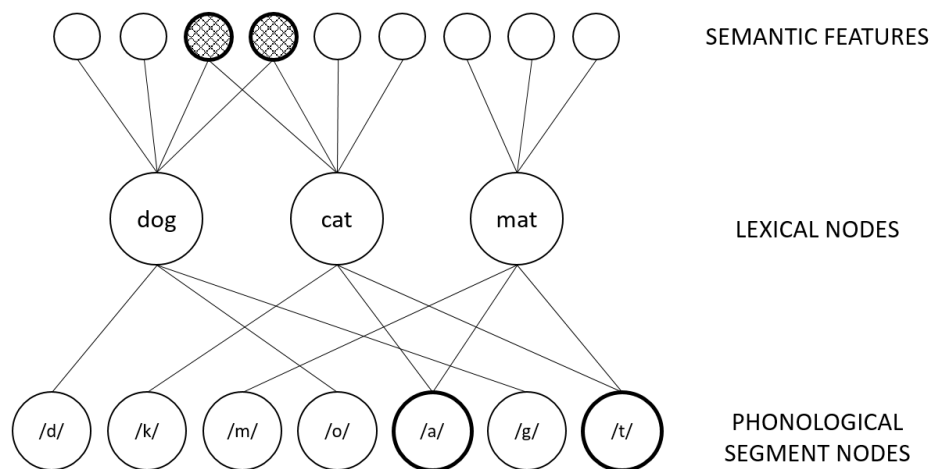 SEMANTIC FEATURES
dog
cat
mat
LEXICAL NODES
/d/
/k/
/m/
/o/
/a/
/g/
/t/
PHONOLOGICAL
SEGMENT NODES